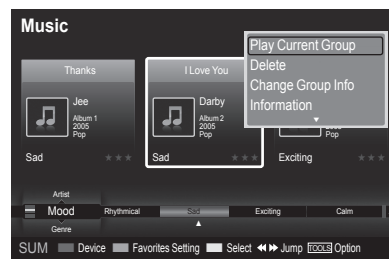 Music
Play Current Group
Delete
Change Group Info
Information
Thanks
I Love You
Jee
Album 1
2005
Pop
Darby
Album 2
2005
Pop
2005
Pop
Sad
Sad
Exciting
Artist
Mood
Rhythmical
Sad
Exciting
Calm
Genre
SUM Device Favorites Setting Select Jump TOOLS Option